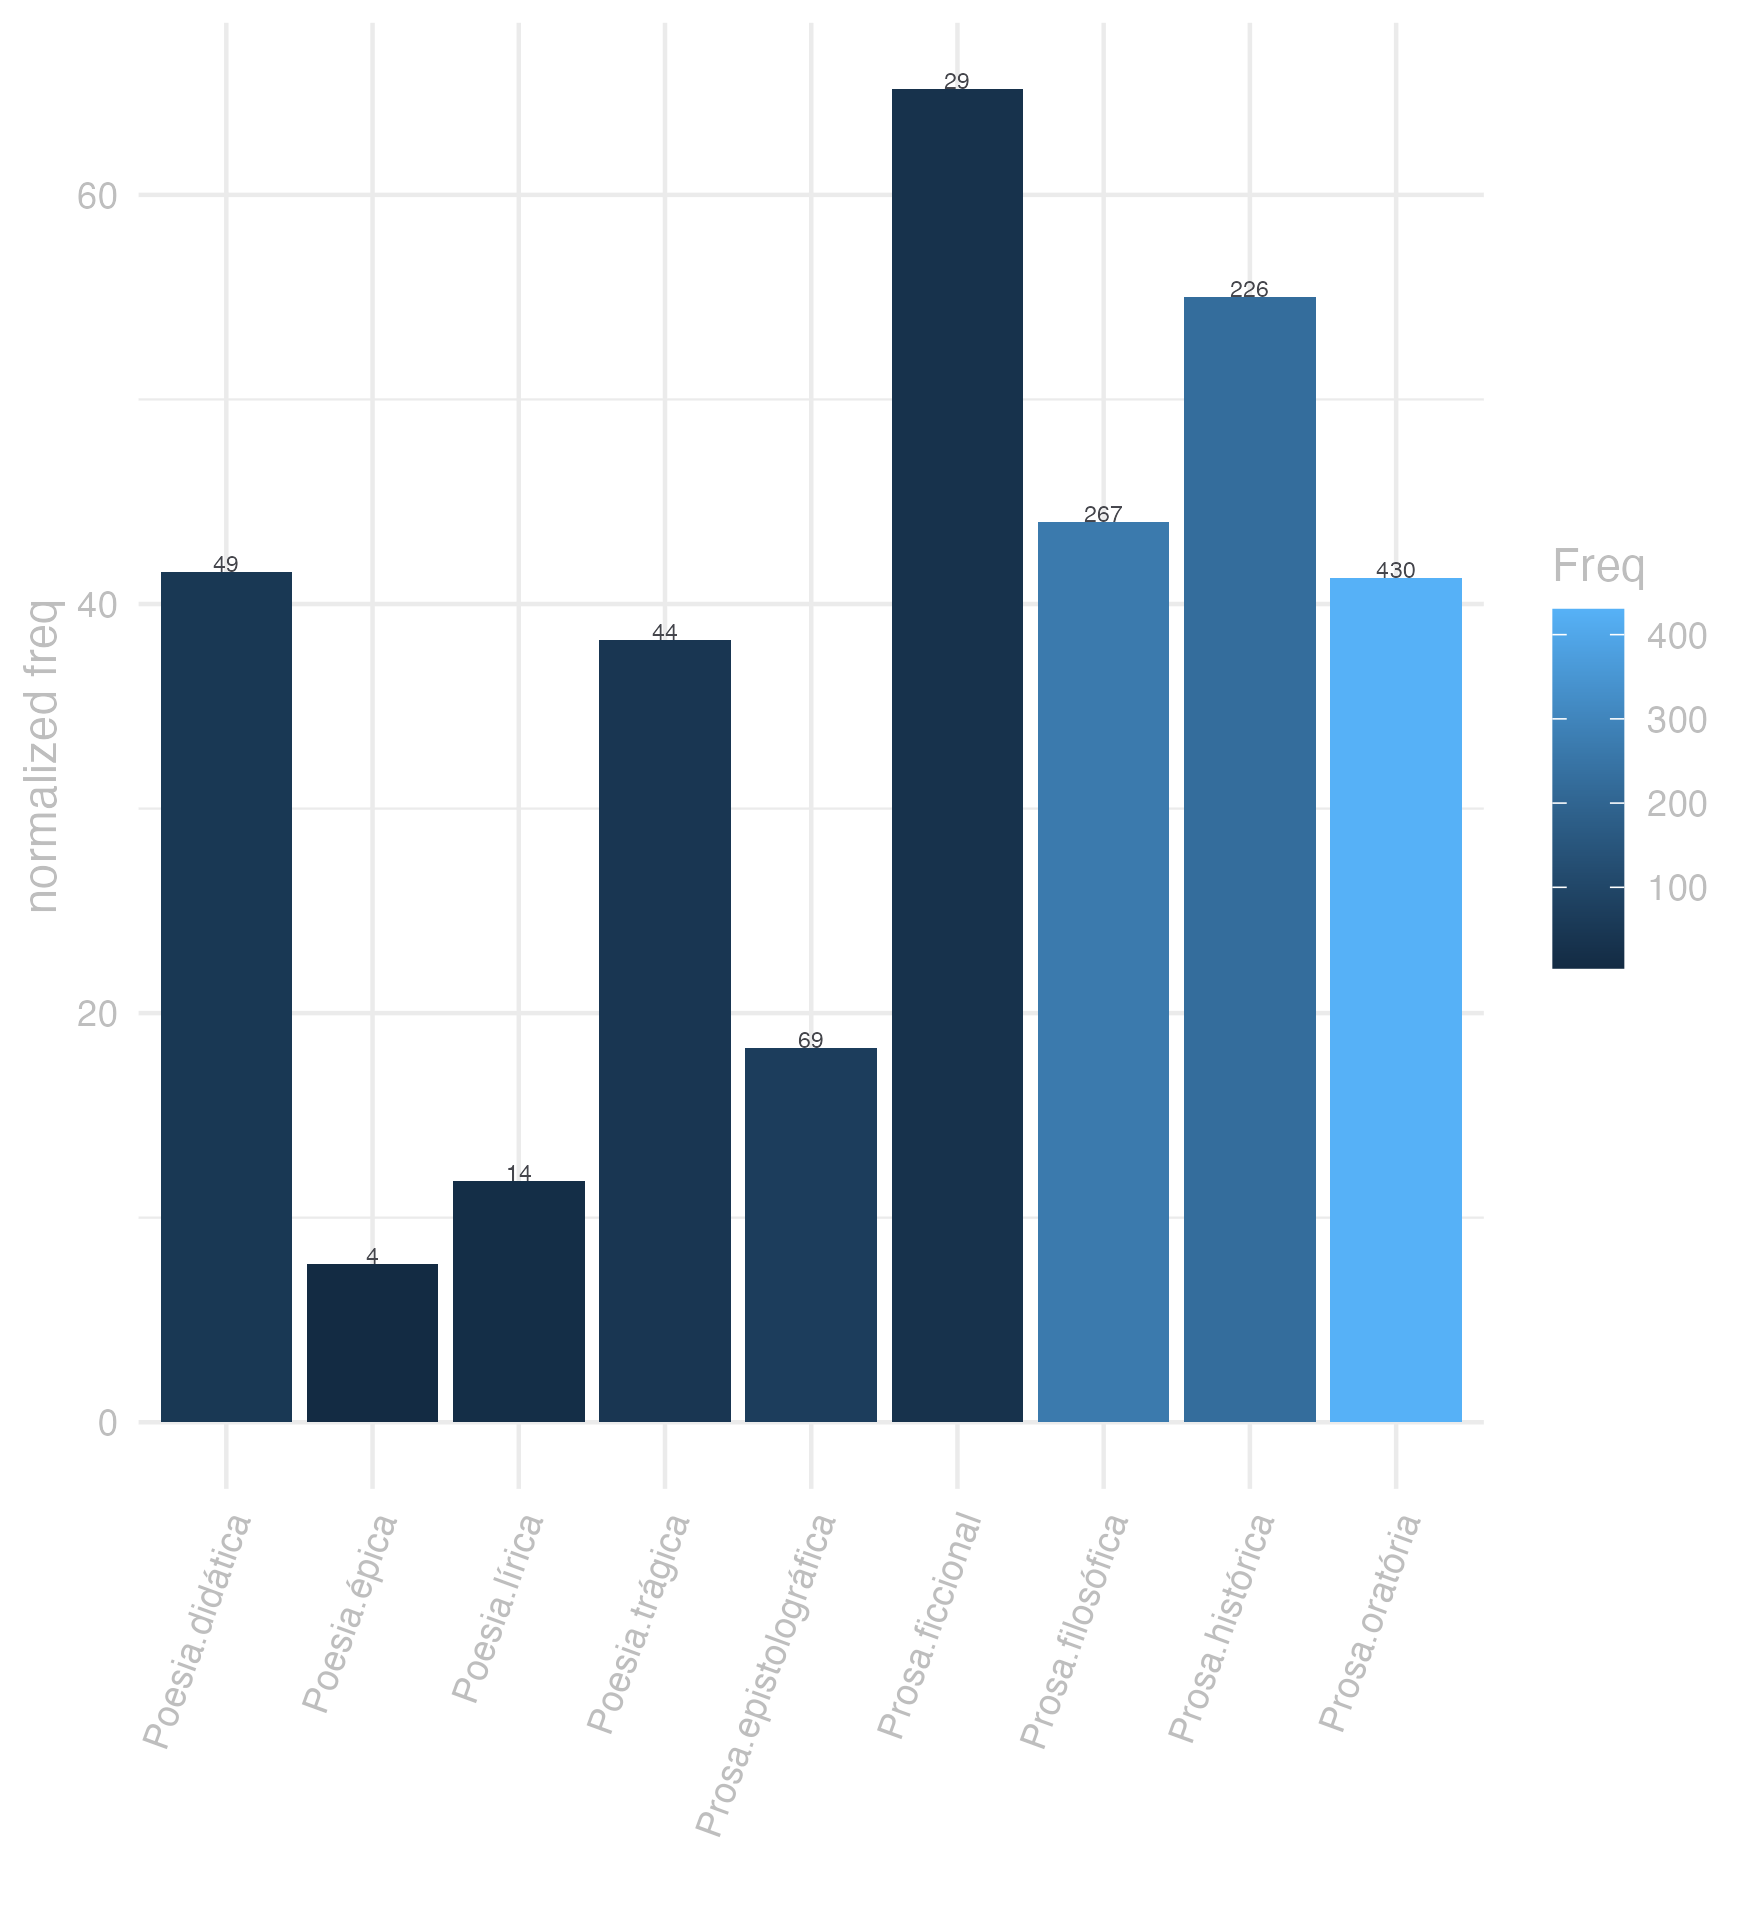 29
60
226
267
49
430
40
44
20
69
14
4
0
normalized freq
Freq
400
300
200
100
Poesia.didática
Poesia.épica
Poesia.lírica
Poesia.trágica
Prosa.epistolográfica
Prosa.ficcional
Prosa.filosófica
Prosa.histórica
Prosa.oratória